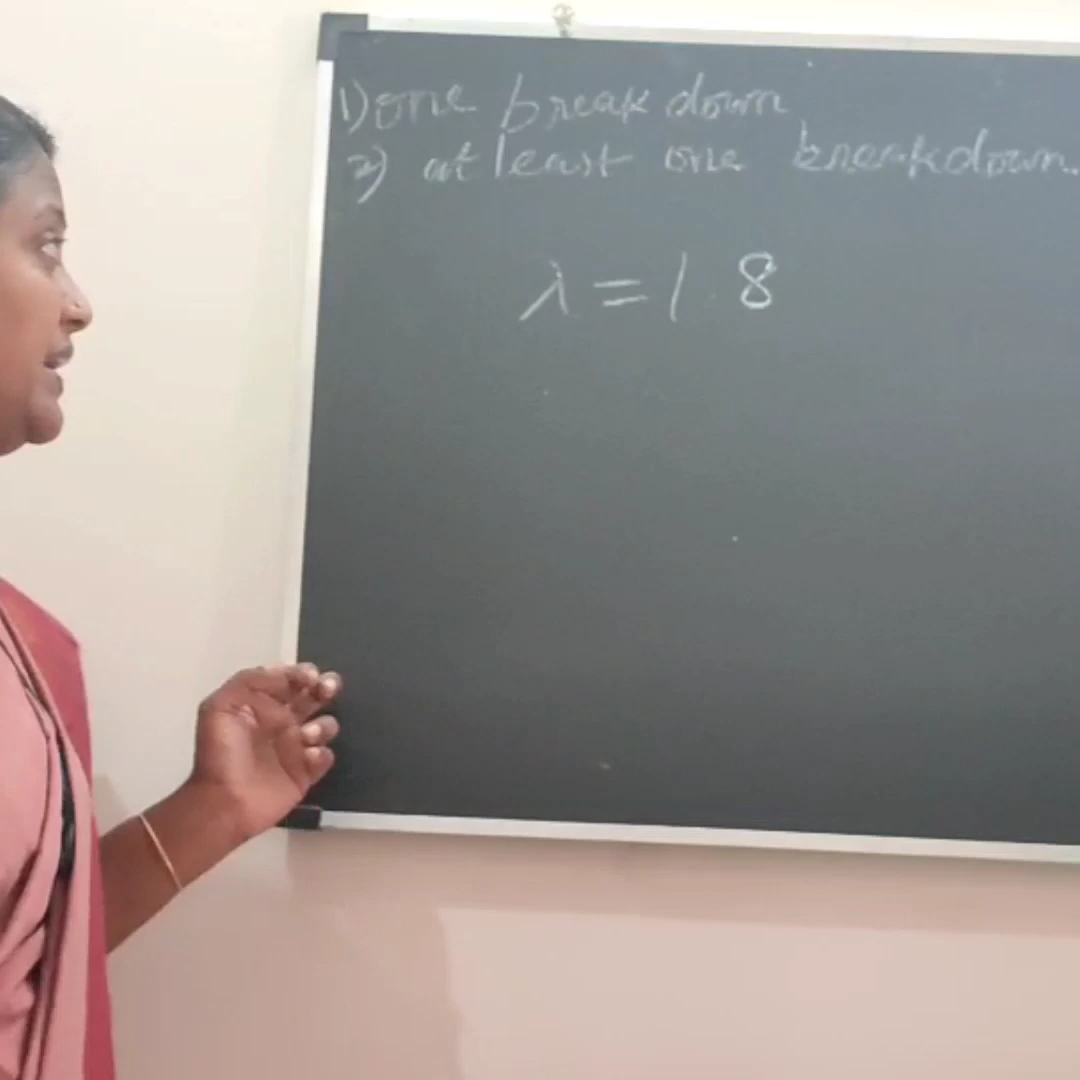 1) one break down
2) at least one breakdown.
λ = 1.8